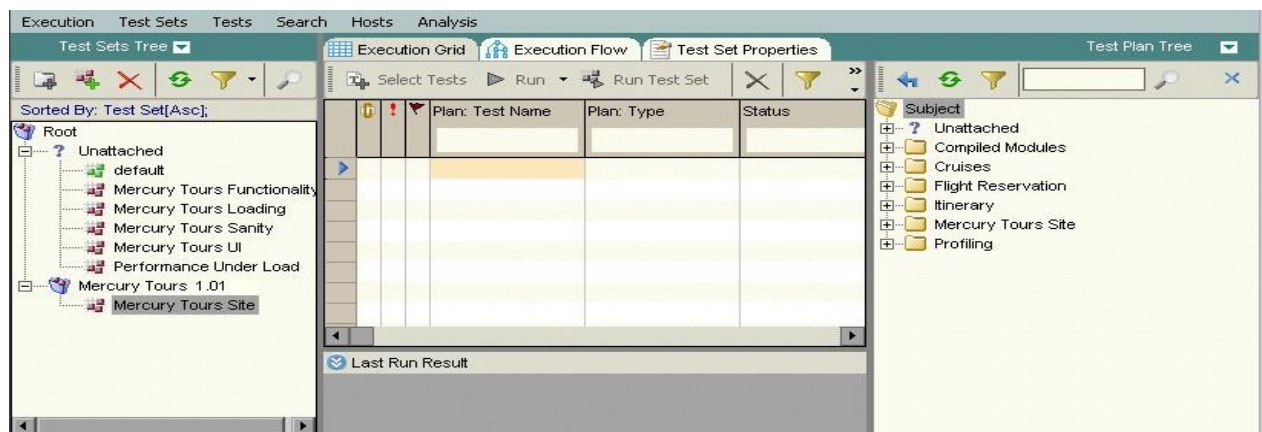 Execution Test Sets Tests Search Hosts Analysis
Test Sets Tree
Execution Grid Execution Flow Test Set Properties
Test Plan Tree
Select Tests Run Run Test Set
Sorted By: Test Set[Asc];
Root
Unattached
default
Mercury Tours Functionality
Mercury Tours Loading
Mercury Tours Sanity
Mercury Tours UI
Performance Under Load
Mercury Tours 1.01
Mercury Tours Site
Plan: Test Name Plan: Type Status
Last Run Result
Subject
Unattached
Compiled Modules
Cruises
Flight Reservation
Itinerary
Mercury Tours Site
Profiling